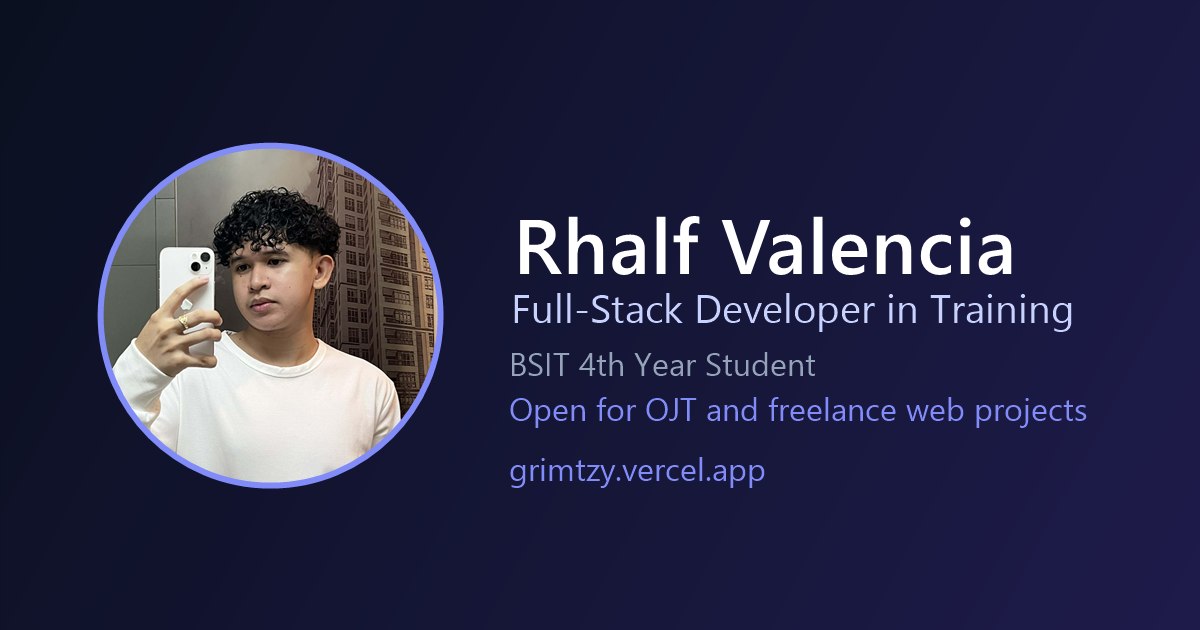 Rhalf Valencia
Full-Stack Developer in Training
BSIT 4th Year Student
Open for OJT and freelance web projects
grimtzy.vercel.app